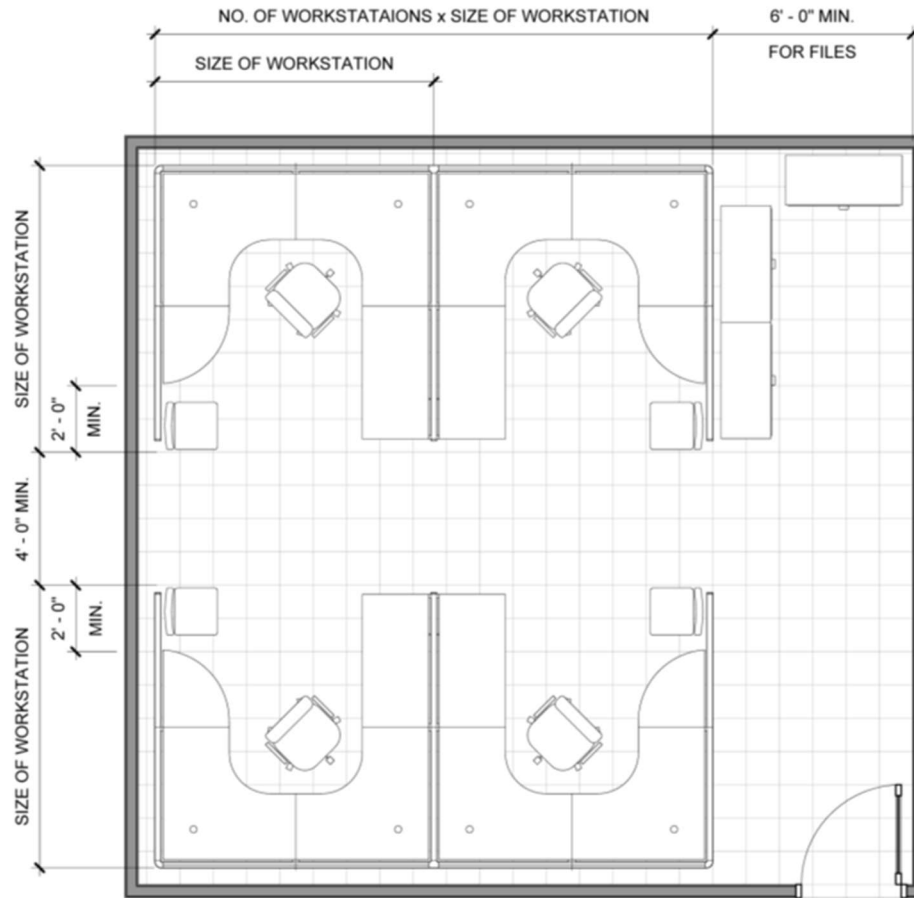 NO. OF WORKSTATAIONS x SIZE OF WORKSTATION
6' - 0" MIN.
FOR FILES
SIZE OF WORKSTATION
SIZE OF WORKSTATION
2' - 0"
MIN.
4' - 0" MIN.
2' - 0"
MIN.
SIZE OF WORKSTATION